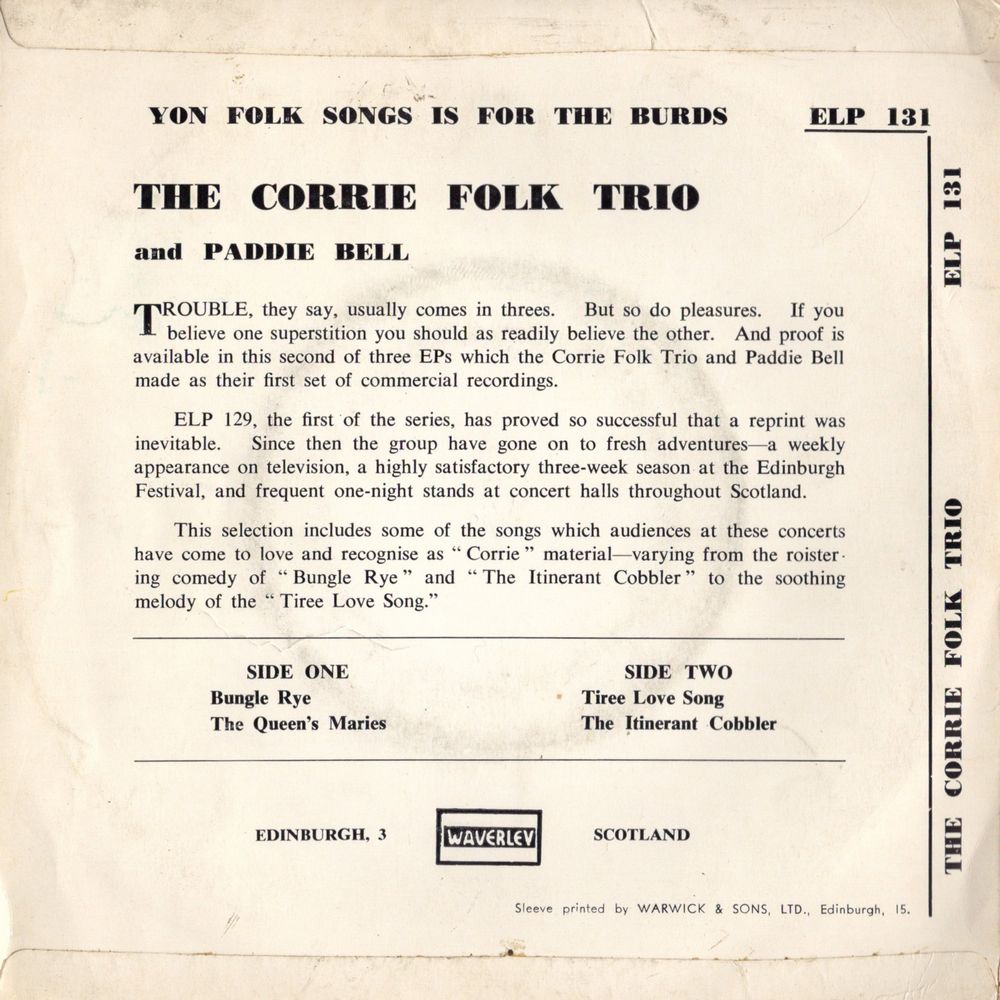 YON FOLK SONGS IS FOR THE BURDS
ELP 131
THE CORRIE FOLK TRIO
and PADDIE BELL
TROUBLE, they say, usually comes in threes. But so do pleasures. If you
believe one superstition you should as readily believe the other. And proof is
available in this second of three EPs which the Corrie Folk Trio and Paddie Bell
made as their first set of commercial recordings.
ELP 129, the first of the series, has proved so successful that a reprint was
inevitable. Since then the group have gone on to fresh adventures—a weekly
appearance on television, a highly satisfactory three-week season at the Edinburgh
Festival, and frequent one-night stands at concert halls throughout Scotland.
This selection includes some of the songs which audiences at these concerts
have come to love and recognise as “ Corrie ” material—varying from the roister-
ing comedy of “ Bungle Rye ” and “ The Itinerant Cobbler ” to the soothing
melody of the “ Tiree Love Song.”
SIDE ONE
Bungle Rye
The Queen's Maries
SIDE TWO
Tiree Love Song
The Itinerant Cobbler
EDINBURGH, 3
WAVERLEY
SCOTLAND
Sleeve printed by WARWICK & SONS, LTD., Edinburgh, 15.
THE CORRIE FOLK TRIO
ELP 131